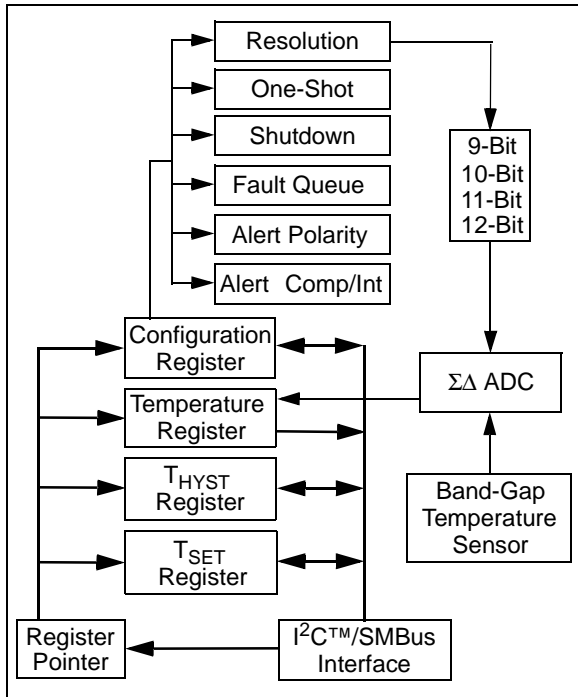 Resolution
One-Shot
Shutdown
Fault Queue
Alert Polarity
Alert Comp/Int
9-Bit
10-Bit
11-Bit
12-Bit
Configuration
Register
Temperature
Register
THYST
Register
TSET
Register
ΣΔ ADC
Band-Gap
Temperature
Sensor
Register
Pointer
I²C™/SMBus
Interface